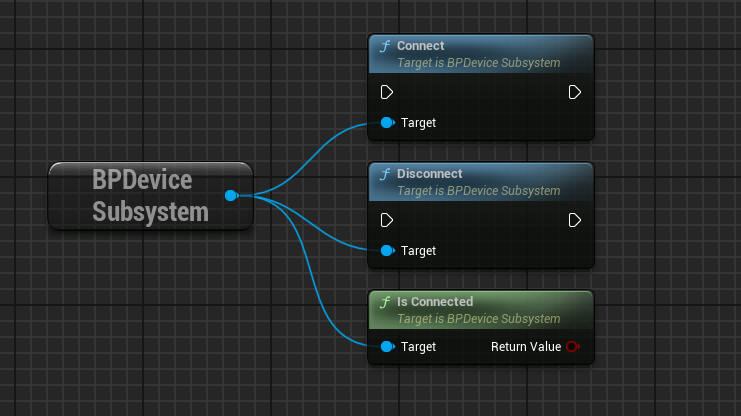 BPDevice
Subsystem
Connect
Target is BPDevice Subsystem
Target
Disconnect
Target is BPDevice Subsystem
Target
Is Connected
Target is BPDevice Subsystem
Target Return Value